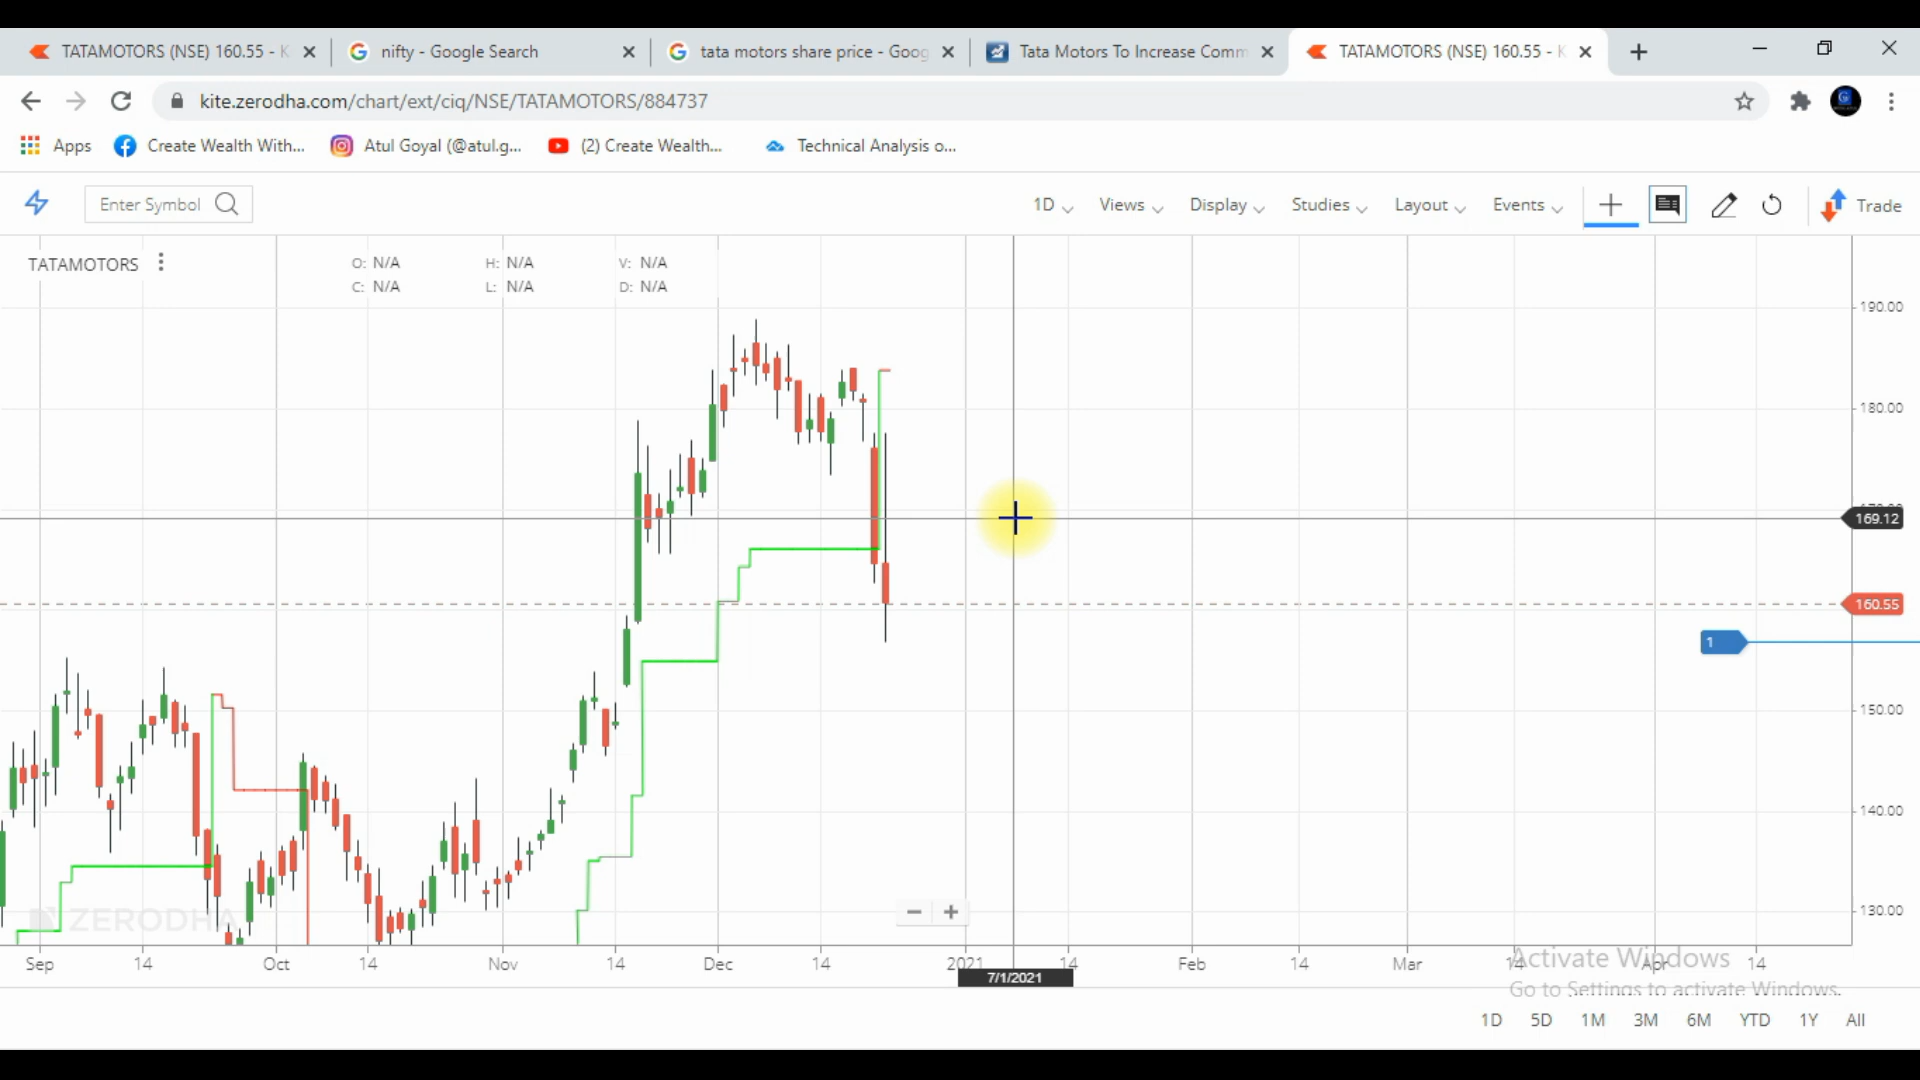 TATAMOTORS (NSE) 160.55 - K
nifty - Google Search
tata motors share price - Goog
Tata Motors To Increase Comm
TATAMOTORS (NSE) 160.55 - K
kite.zerodha.com/chart/ext/ciq/NSE/TATAMOTORS/884737
Apps
Create Wealth With...
Atul Goyal (@atul.g...
(2) Create Wealth...
Technical Analysis o...
Enter Symbol
1D
Views
Display
Studies
Layout
Events
Trade
TATAMOTORS
O: N/A
H: N/A
V: N/A
C: N/A
L: N/A
D: N/A
190.00
180.00
169.12
160.55
1
150.00
140.00
130.00
ZERODHA
Sep
14
Oct
14
Nov
14
Dec
14
2021
14
Feb
14
Mar
14
Apr
14
7/1/2021
Activate Windows
Go to Settings to activate Windows.
1D
5D
1M
3M
6M
YTD
1Y
All